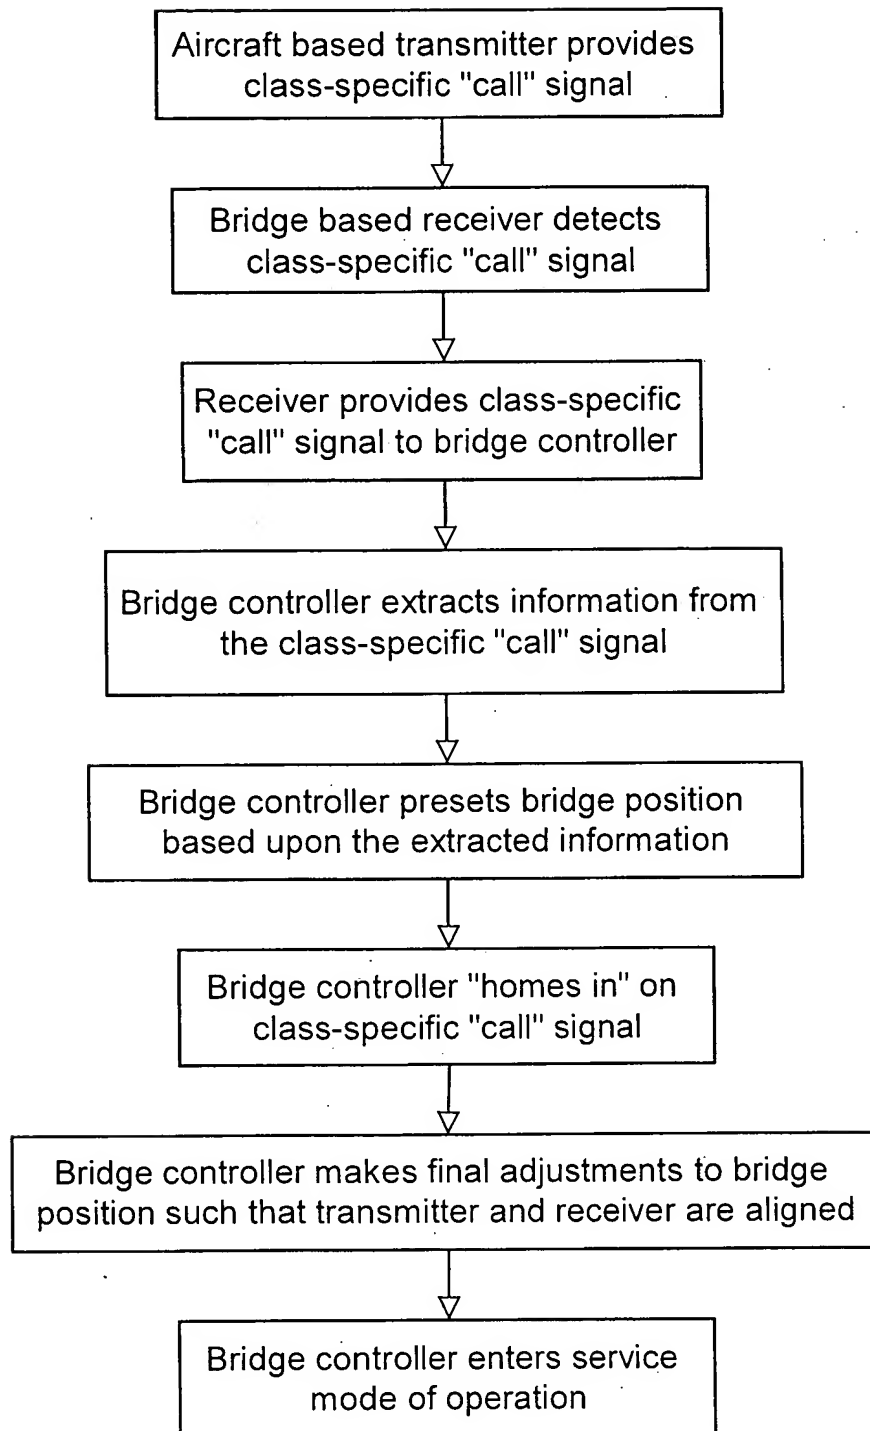 Aircraft based transmitter provides
class-specific "call" signal
Bridge based receiver detects
class-specific "call" signal
Receiver provides class-specific
"call" signal to bridge controller
Bridge controller extracts information from
the class-specific "call" signal
Bridge controller presets bridge position
based upon the extracted information
Bridge controller "homes in" on
class-specific "call" signal
Bridge controller makes final adjustments to bridge
position such that transmitter and receiver are aligned
Bridge controller enters service
mode of operation